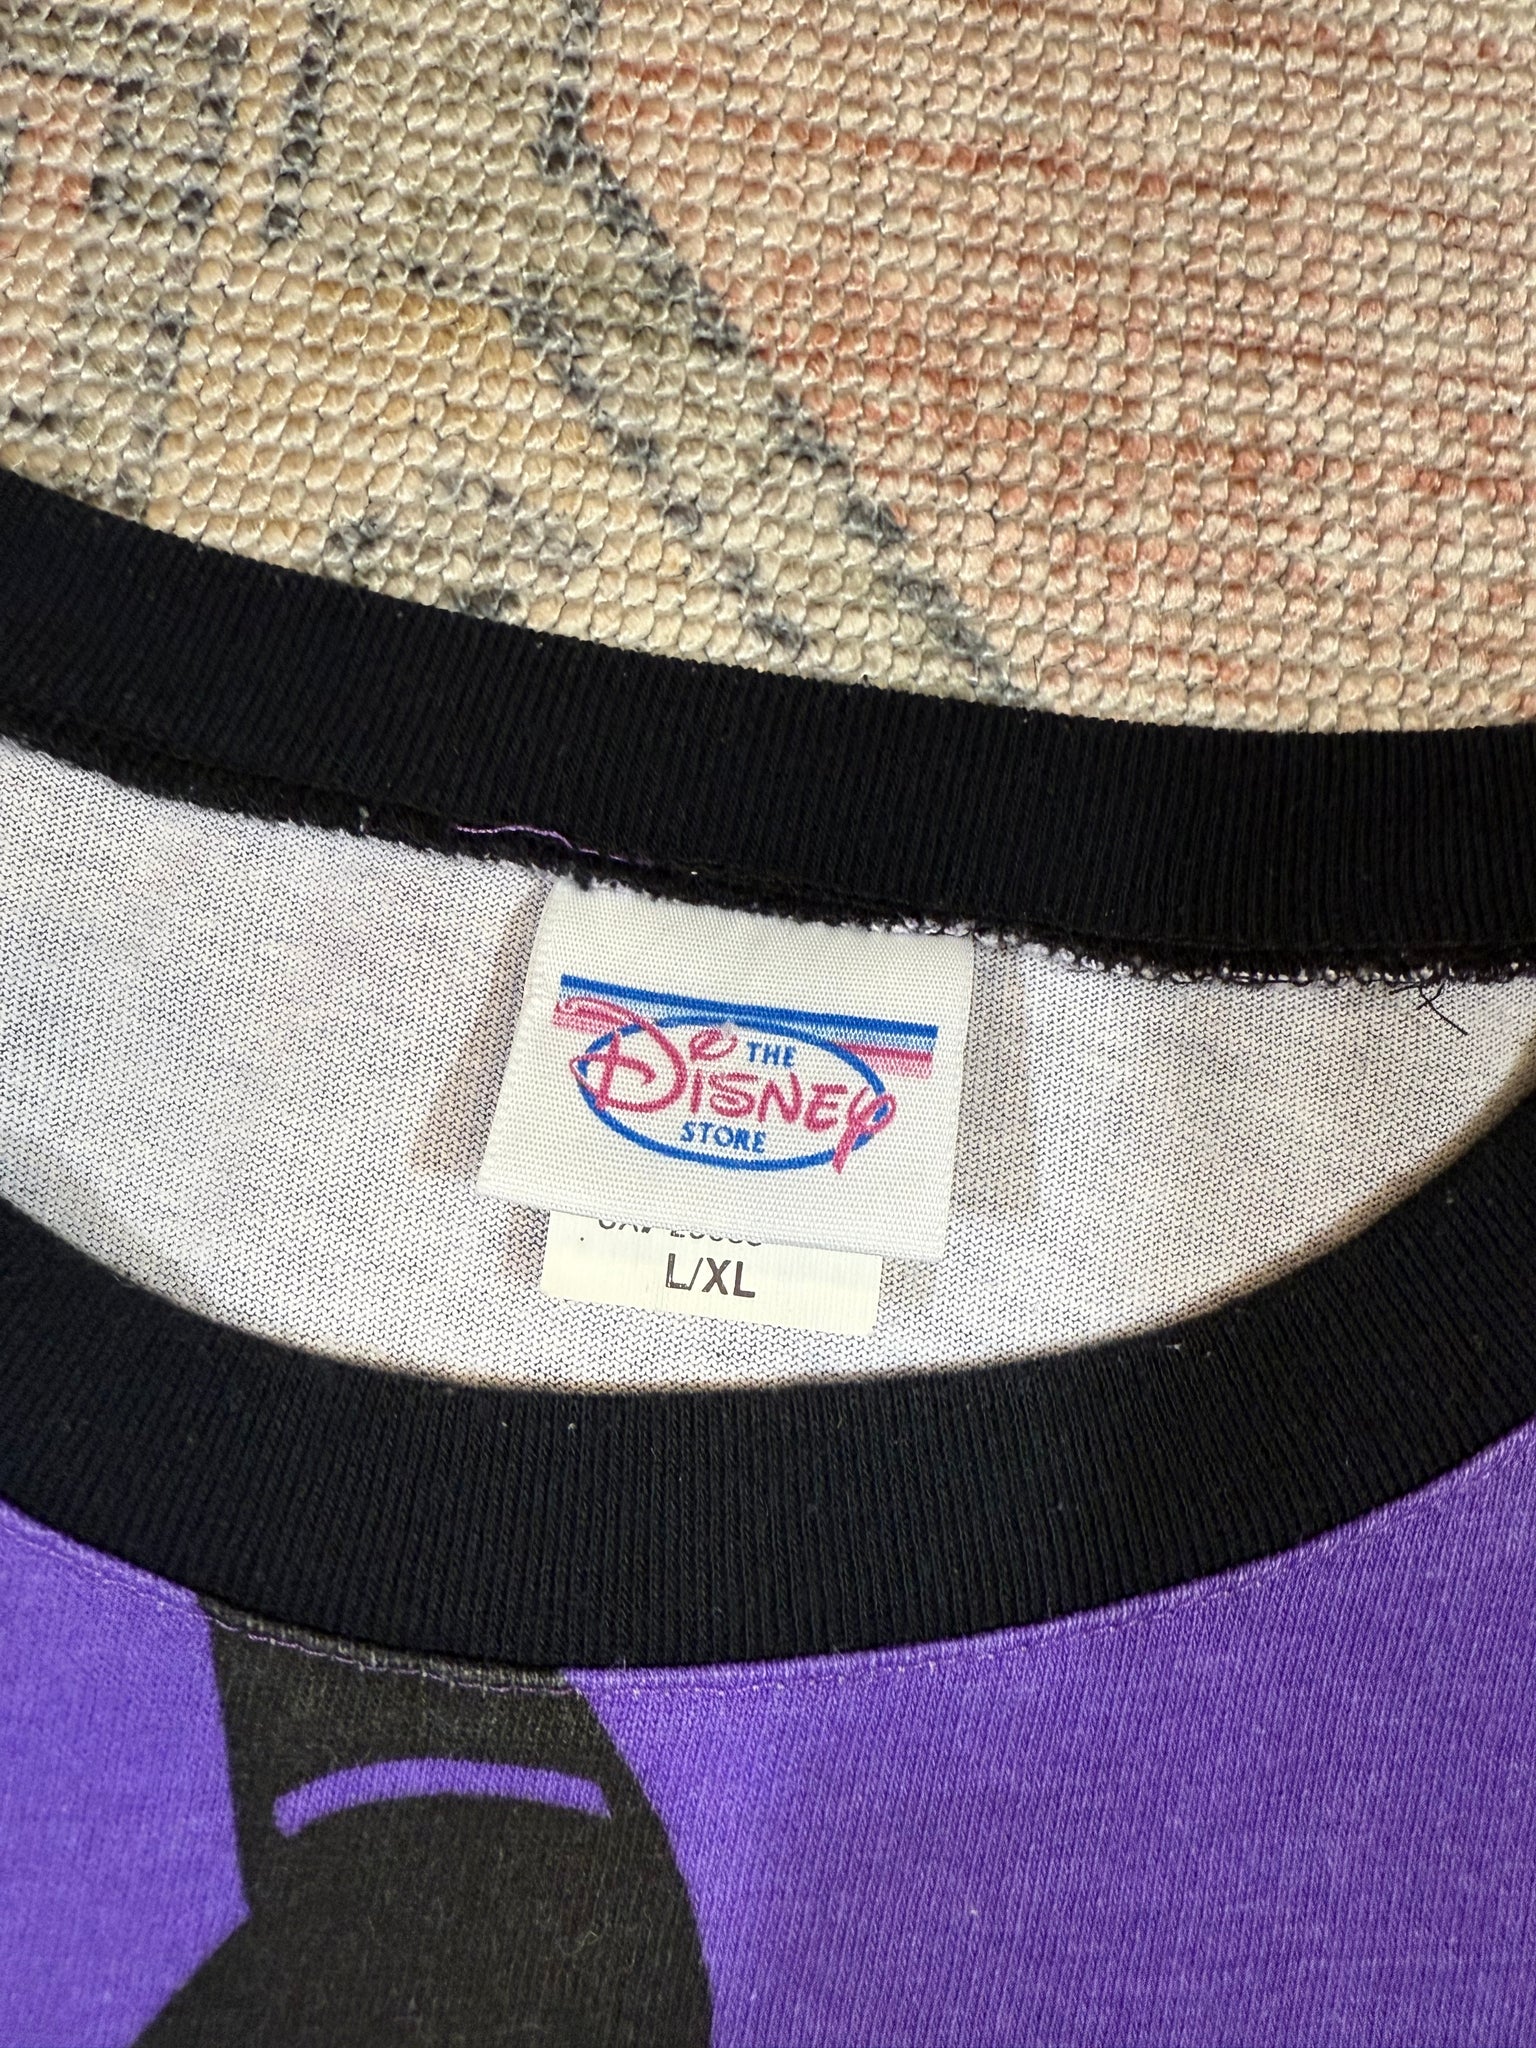 THE
DISNEY
STORE
L/XL